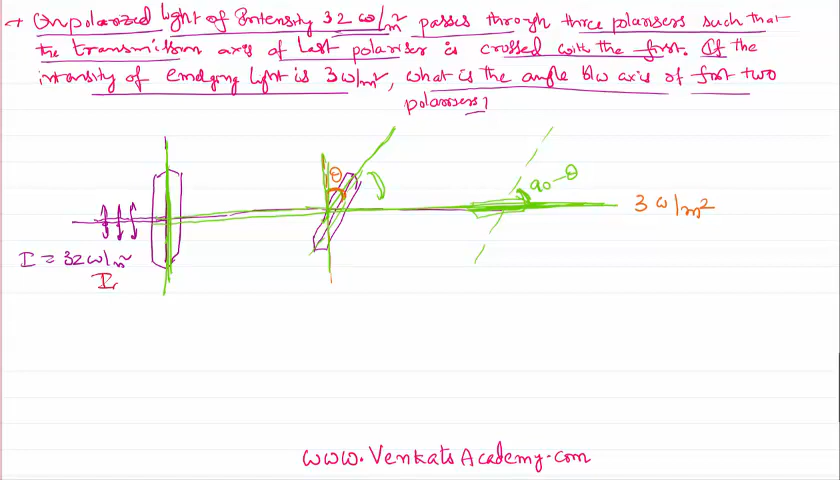 → Unpolarized light of Intensity 32 w/m² passes through three polarisers such that
the transmission axis of last polariser is crossed with the first. If the
intensity of emerging light is 3 w/m², what is the angle b/w axis of first two
polarisers?
θ
90-θ
3 w/m²
I = 32 w/m²
I
www.VenkatsAcademy.com